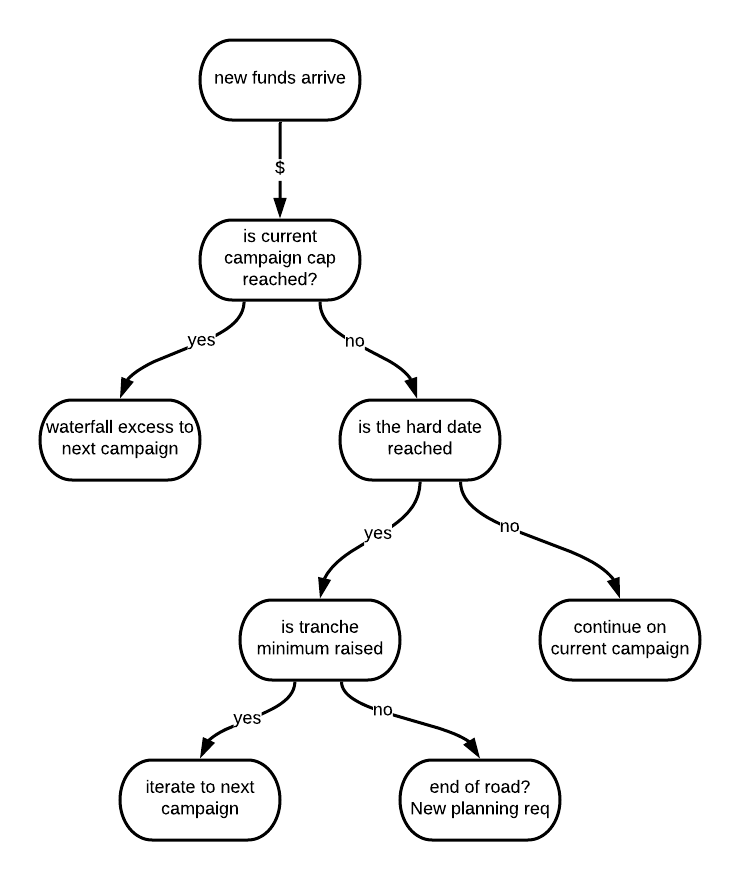 new funds arrive
$
is current
campaign cap
reached?
yes
no
waterfall excess to
next campaign
is the hard date
reached
yes
no
is tranche
minimum raised
continue on
current campaign
yes
no
iterate to next
campaign
end of road?
New planning req